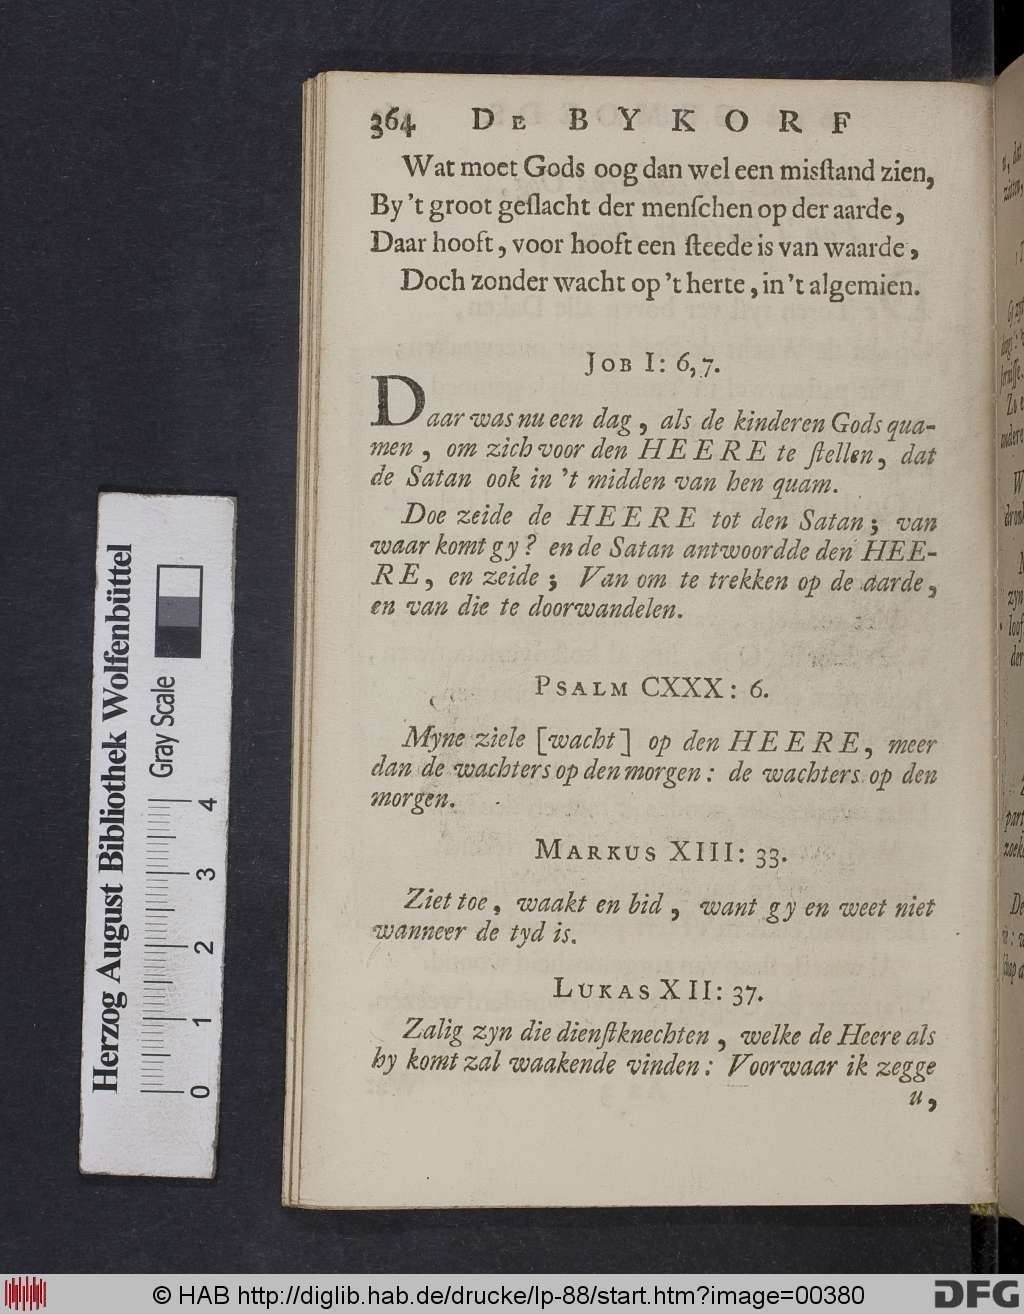 364 DE BYKORF
Wat moet Gods oog dan wel een misſtand zien,
By 't groot geſlacht der menſchen op der aarde,
Daar hooft, voor hooft een ſteede is van waarde,
Doch zonder wacht op 't herte, in 't algemien.
JOB I: 6, 7.
Daar was nu een dag, als de kinderen Gods qua-
men, om zich voor den HEERE te ſtellen, dat
de Satan ook in 't midden van hen quam.
Doe zeide de HEERE tot den Satan; van
waar komt gy? en de Satan antwoordde den HEE-
RE, en zeide; Van om te trekken op de aarde,
en van die te doorwandelen.
PSALM CXXX: 6.
Myne ziele [wacht] op den HEERE, meer
dan de wachters op den morgen: de wachters op den
morgen.
MARKUS XIII: 33.
Ziet toe, waakt en bid, want gy en weet niet
wanneer de tyd is.
LUKAS XII: 37.
Zalig zyn die dienſtknechten, welke de Heere als
hy komt zal waakende vinden: Voorwaar ik zegge
u,
Herzog August Bibliothek Wolfenbüttel
Gray Scale
0 1 2 3 4
© HAB http://diglib.hab.de/drucke/lp-88/start.htm?image=00380
DFG